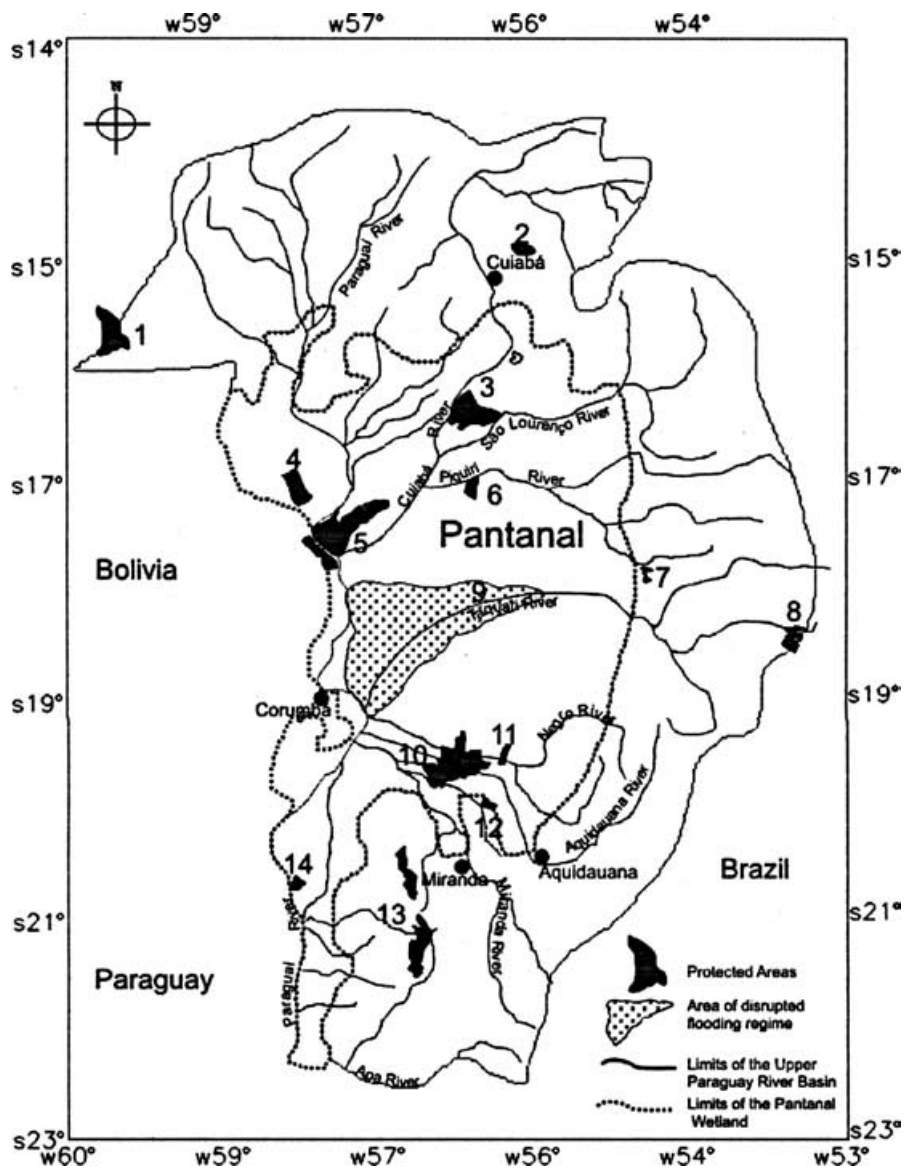 w59° w57° w56° w54°
s14°
N
2
Paraguai River
Cuiabá
s15° s15°
1
3
River
São Lourenço River
4
Cuiabá
s17° Piquiri River s17°
6
5
Pantanal
Bolivia
7
9
Taquari River
8
s19° s19°
Corumba
Negro River
11
10
12
Aquidauana River
Miranda
Aquidauana
Brazil
14
Miranda River
13
s21° s21°
River
Paraguay
Paraguai
Protected Areas
Area of disrupted
flooding regime
Limits of the Upper
Paraguay River Basin
Apa River
Limits of the Pantanal
Wetland
s23°
w60° w59° w57° w56° w54° w53°